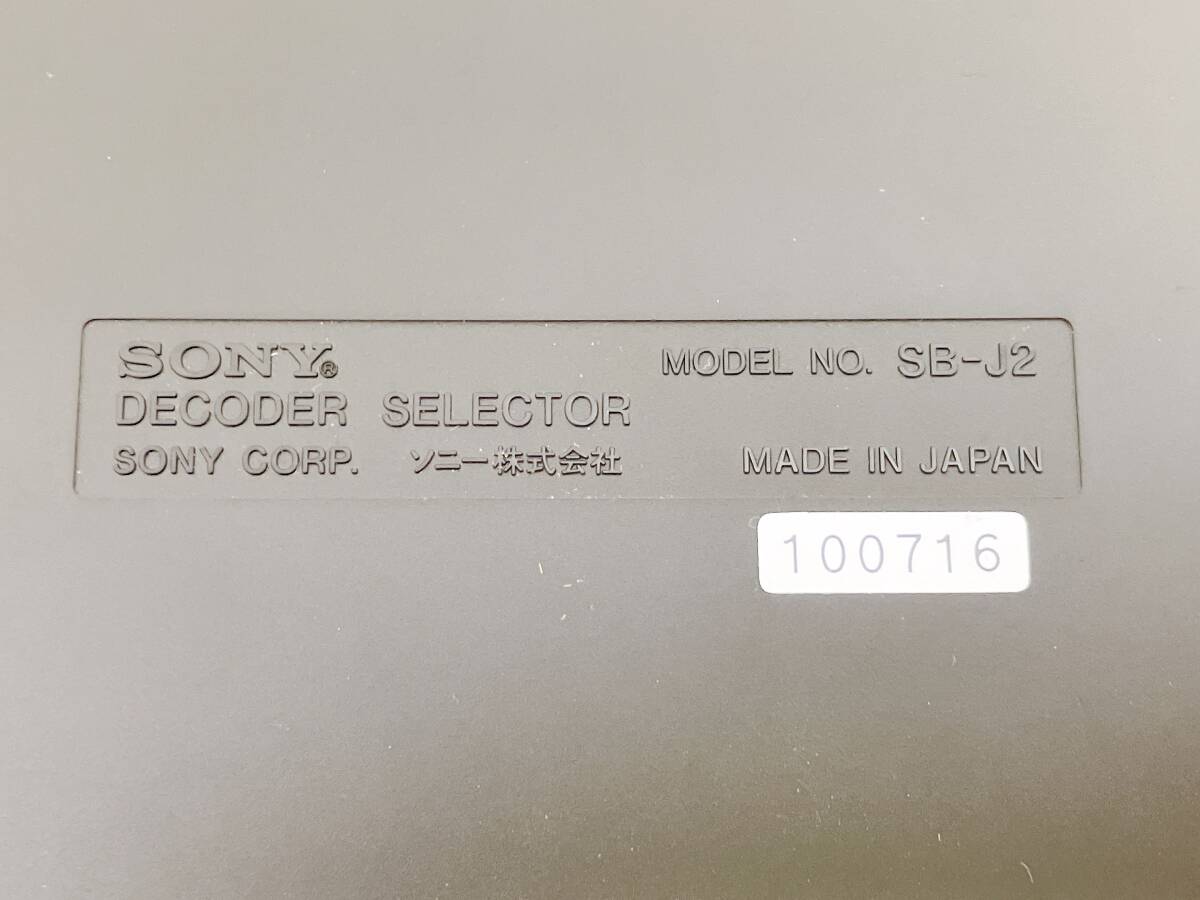 SONY® MODEL NO. SB-J2
DECODER SELECTOR
SONY CORP. ソニー株式会社 MADE IN JAPAN
100716